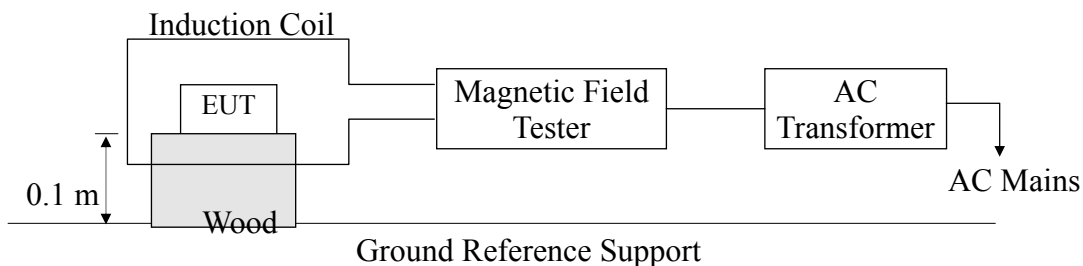 Induction Coil
EUT
Magnetic Field
Tester
AC
Transformer
AC Mains
0.1 m
Wood
Ground Reference Support